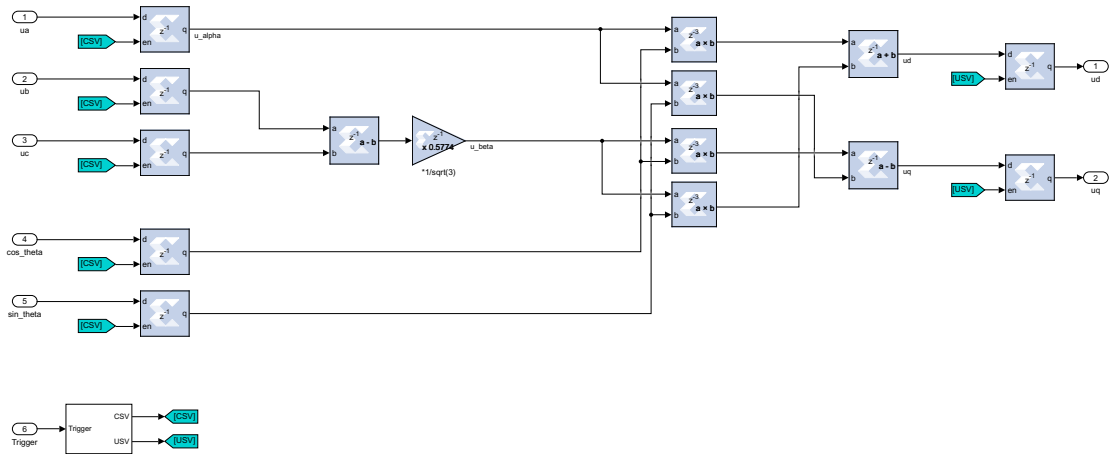 1
ua
d
en
q
z-1
[CSV]
u_alpha
2
ub
d
en
q
z-1
[CSV]
3
uc
d
en
q
z-1
[CSV]
a
b
z-1
a - b
z-1
x 0.5774
*1/sqrt(3)
u_beta
4
cos_theta
d
en
q
z-1
[CSV]
5
sin_theta
d
en
q
z-1
[CSV]
a
b
z-3
a × b
a
b
z-3
a × b
a
b
z-3
a × b
a
b
z-3
a × b
a
b
z-1
a + b
ud
a
b
z-1
a - b
uq
d
en
q
z-1
[USV]
1
ud
d
en
q
z-1
[USV]
2
uq
6
Trigger
Trigger
CSV
USV
[CSV]
[USV]